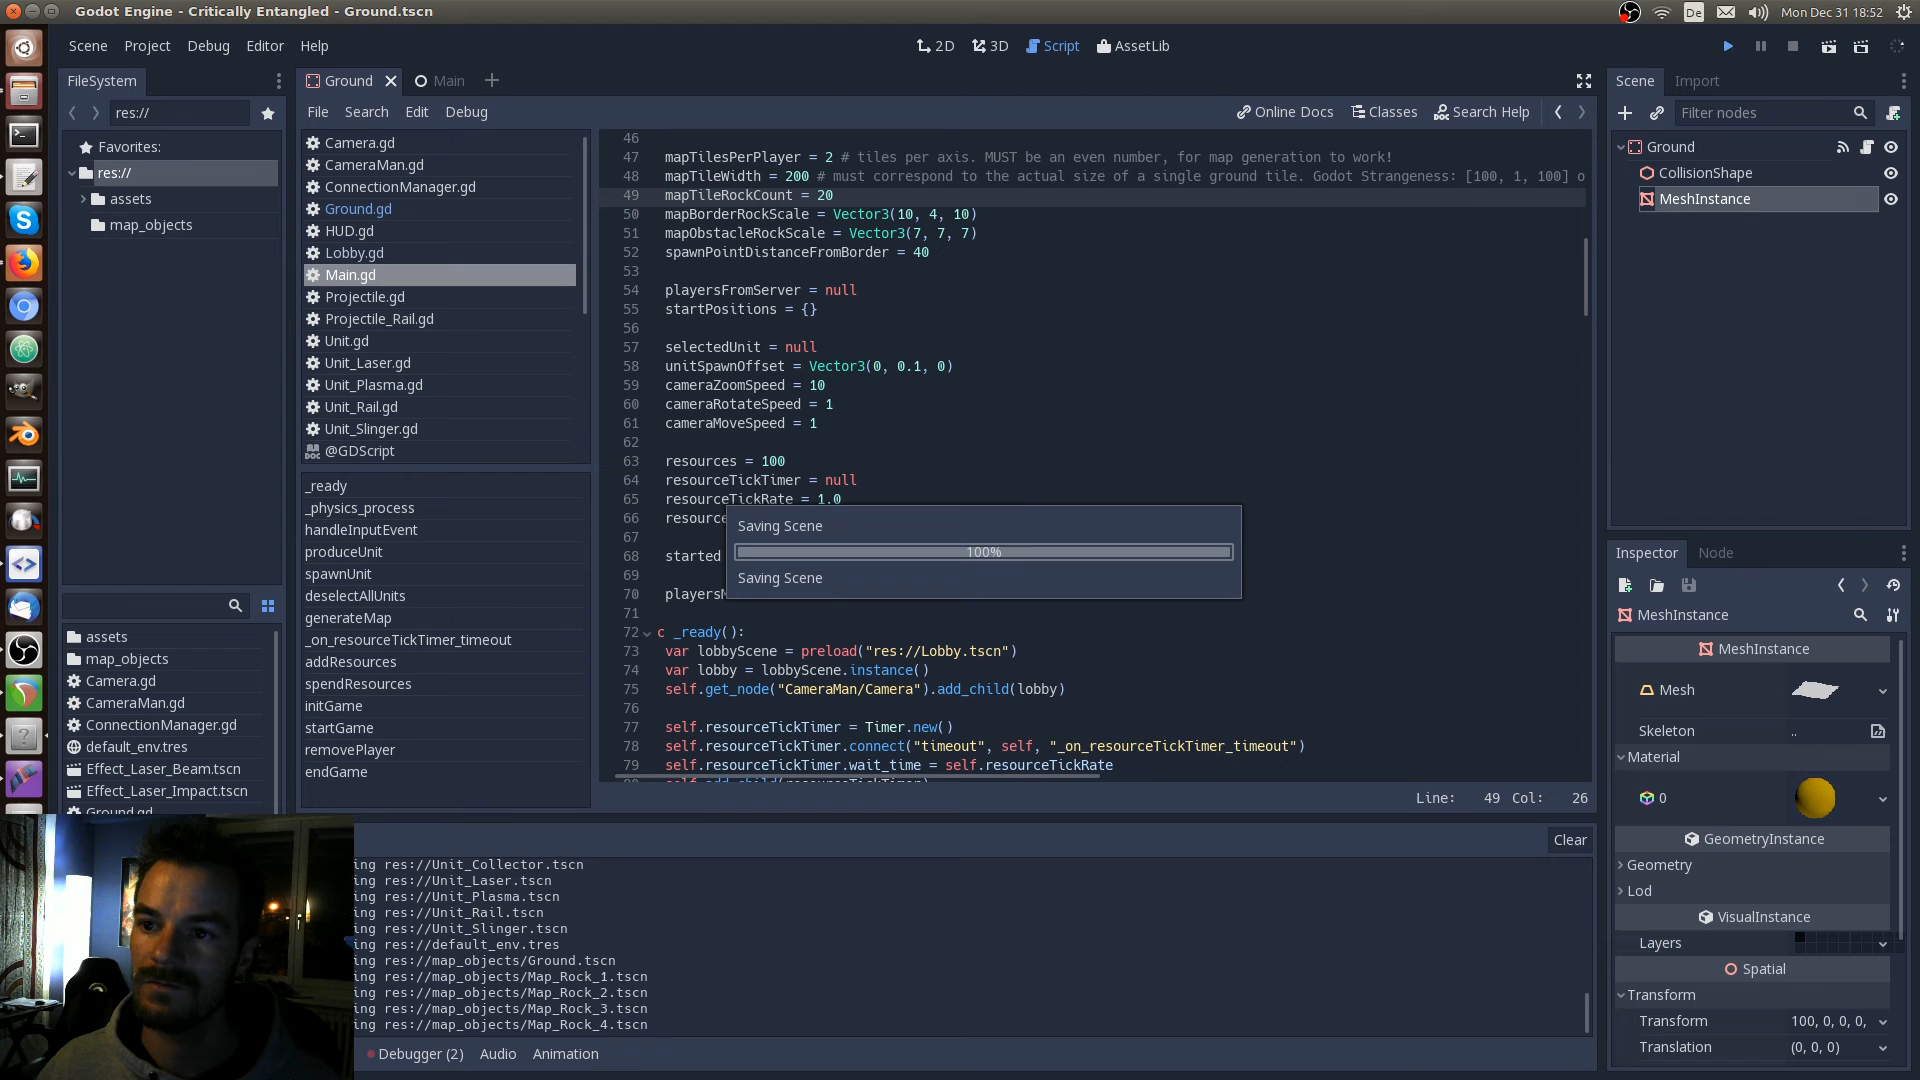 Godot Engine - Critically Entangled - Ground.tscn
De
Mon Dec 31 18:52
Scene Project Debug Editor Help
2D 3D Script AssetLib
FileSystem
res://
Favorites:
res://
assets
map_objects
assets
map_objects
Camera.gd
CameraMan.gd
ConnectionManager.gd
default_env.tres
Effect_Laser_Beam.tscn
Effect_Laser_Impact.tscn
Ground.gd
Ground Main
File Search Edit Debug
Online Docs Classes Search Help
Camera.gd
CameraMan.gd
ConnectionManager.gd
Ground.gd
HUD.gd
Lobby.gd
Main.gd
Projectile.gd
Projectile_Rail.gd
Unit.gd
Unit_Laser.gd
Unit_Plasma.gd
Unit_Rail.gd
Unit_Slinger.gd
@GDScript
_ready
_physics_process
handleInputEvent
produceUnit
spawnUnit
deselectAllUnits
generateMap
_on_resourceTickTimer_timeout
addResources
spendResources
initGame
startGame
removePlayer
endGame
46
47 mapTilesPerPlayer = 2 # tiles per axis. MUST be an even number, for map generation to work!
48 mapTileWidth = 200 # must correspond to the actual size of a single ground tile. Godot Strangeness: [100, 1, 100] o
49 mapTileRockCount = 20
50 mapBorderRockScale = Vector3(10, 4, 10)
51 mapObstacleRockScale = Vector3(7, 7, 7)
52 spawnPointDistanceFromBorder = 40
53
54 playersFromServer = null
55 startPositions = {}
56
57 selectedUnit = null
58 unitSpawnOffset = Vector3(0, 0.1, 0)
59 cameraZoomSpeed = 10
60 cameraRotateSpeed = 1
61 cameraMoveSpeed = 1
62
63 resources = 100
64 resourceTickTimer = null
65 resourceTickRate = 1.0
66 resource
67
68 started
69
70 players
71
72 c _ready():
73 var lobbyScene = preload("res://Lobby.tscn")
74 var lobby = lobbyScene.instance()
75 self.get_node("CameraMan/Camera").add_child(lobby)
76
77 self.resourceTickTimer = Timer.new()
78 self.resourceTickTimer.connect("timeout", self, "_on_resourceTickTimer_timeout")
79 self.resourceTickTimer.wait_time = self.resourceTickRate
80 self.add_child(resourceTickTimer)
Saving Scene
100%
Saving Scene
Line: 49 Col: 26
Clear
ing res://Unit_Collector.tscn
ing res://Unit_Laser.tscn
ing res://Unit_Plasma.tscn
ing res://Unit_Rail.tscn
ing res://Unit_Slinger.tscn
ing res://default_env.tres
ing res://map_objects/Ground.tscn
ing res://map_objects/Map_Rock_1.tscn
ing res://map_objects/Map_Rock_2.tscn
ing res://map_objects/Map_Rock_3.tscn
ing res://map_objects/Map_Rock_4.tscn
Debugger (2) Audio Animation
Scene Import
Filter nodes
Ground
CollisionShape
MeshInstance
Inspector Node
MeshInstance
MeshInstance
Mesh
Skeleton ..
Material
0
GeometryInstance
Geometry
Lod
VisualInstance
Layers
Spatial
Transform
Transform 100, 0, 0, 0,
Translation (0, 0, 0)